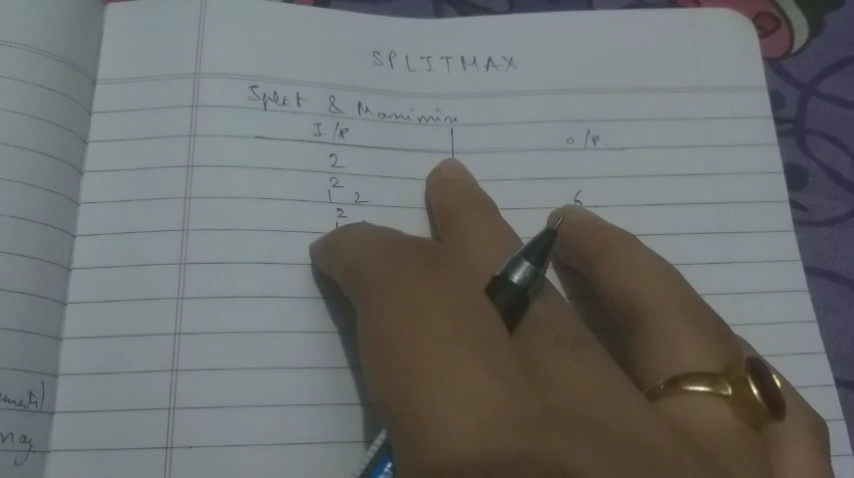 SPLITMAX
Split & Maximize
I/P O/P
2
2
1 2 6
2